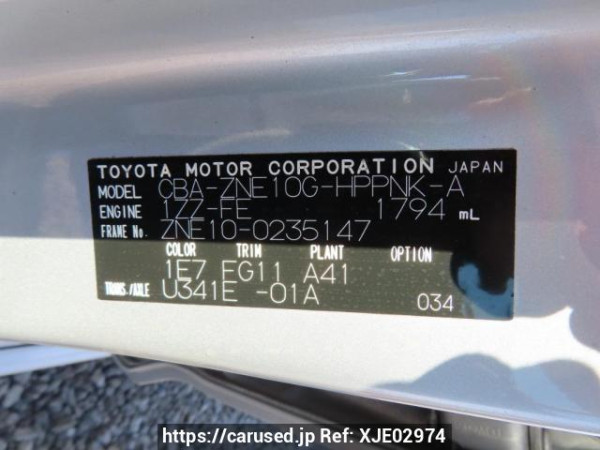 TOYOTA MOTOR CORPORATION JAPAN
MODEL CBA-ZNE10G-HPPNK-A
ENGINE 1ZZ-FE 1794 mL
FRAME No. ZNE10-0235147
COLOR TRIM PLANT OPTION
1E7 FG11 A41
TRANS./AXLE U341E -01A 034
https://carused.jp Ref: XJE02974